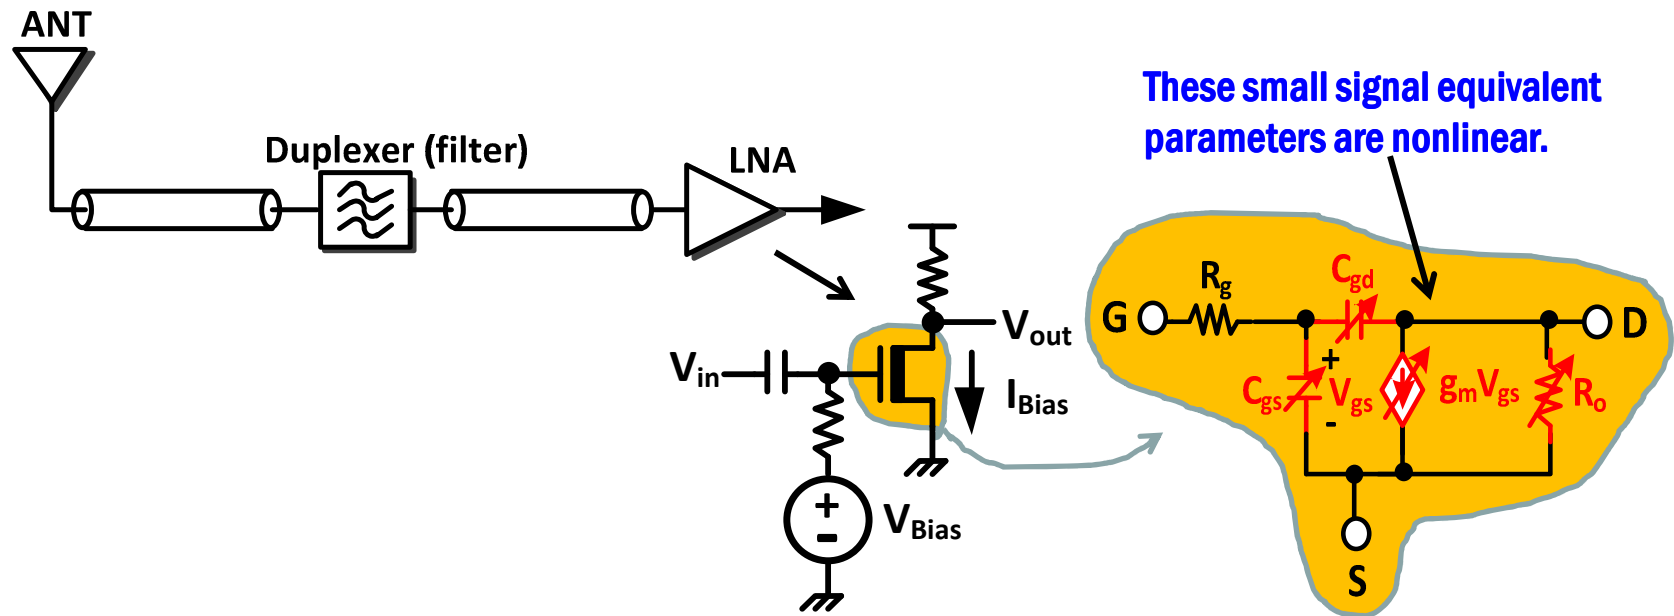 ANT
Duplexer (filter)
LNA
These small signal equivalent
parameters are nonlinear.
Vin
Vout
IBias
+
-
VBias
G
Rg
Cgd
D
Cgs
+
Vgs
-
gmVgs
Ro
S